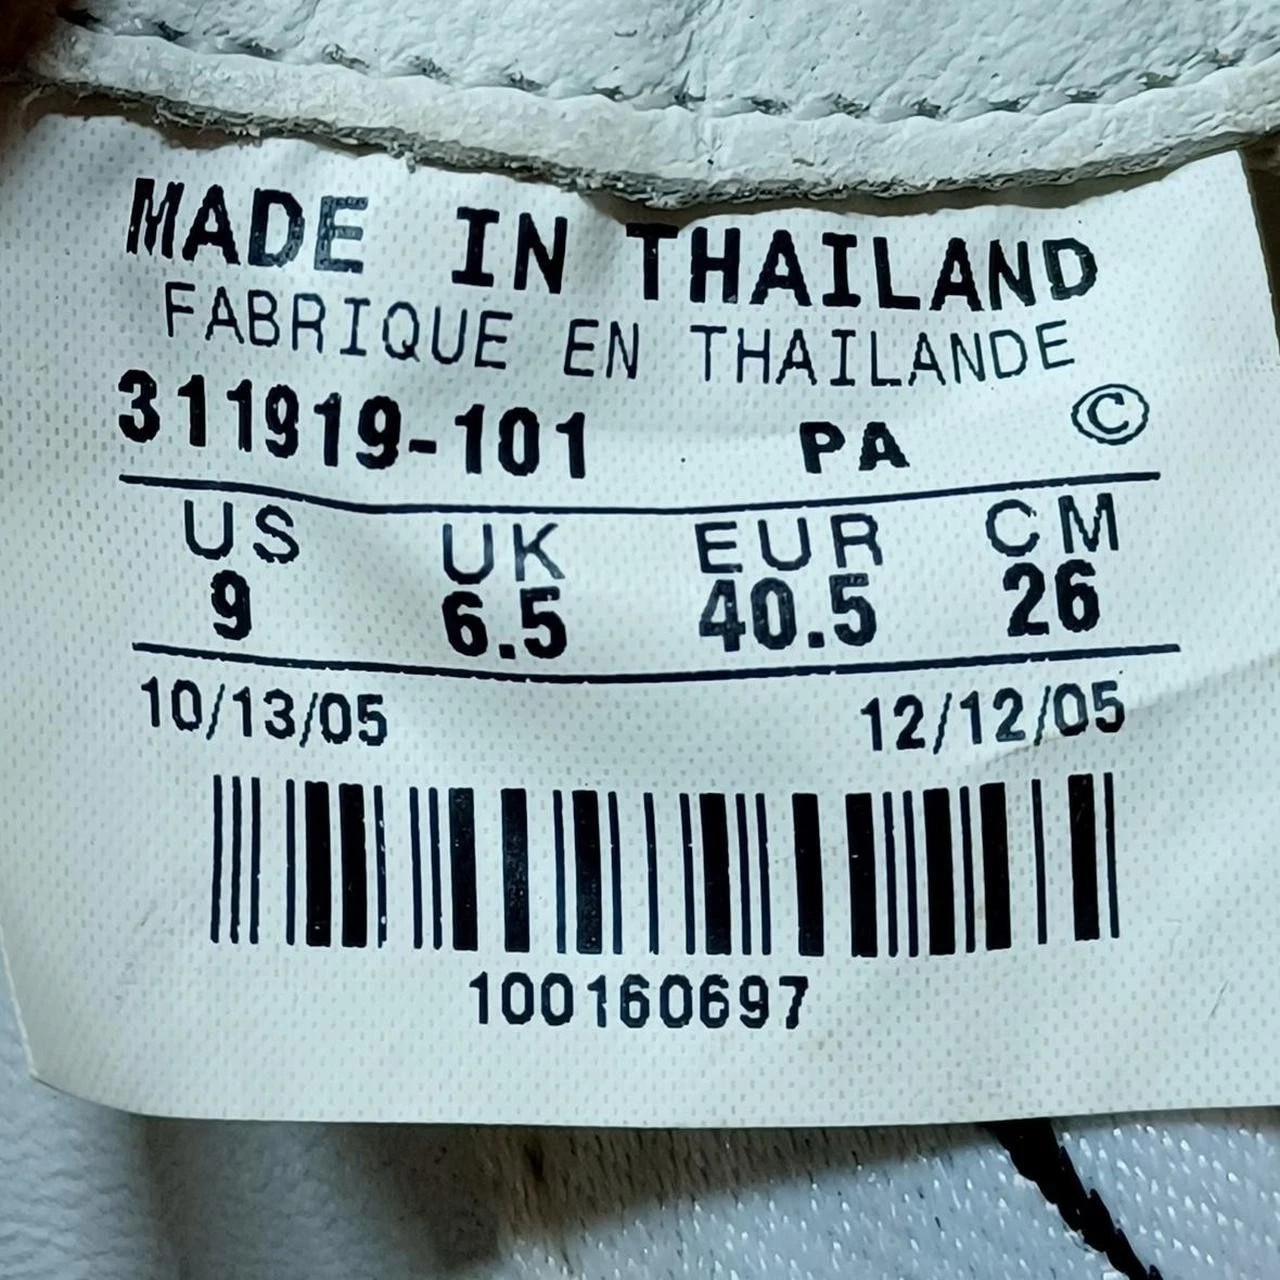 MADE IN THAILAND
FABRIQUE EN THAILANDE
311919-101 PA ©
US UK EUR CM
9 6.5 40.5 26
10/13/05 12/12/05
100160697